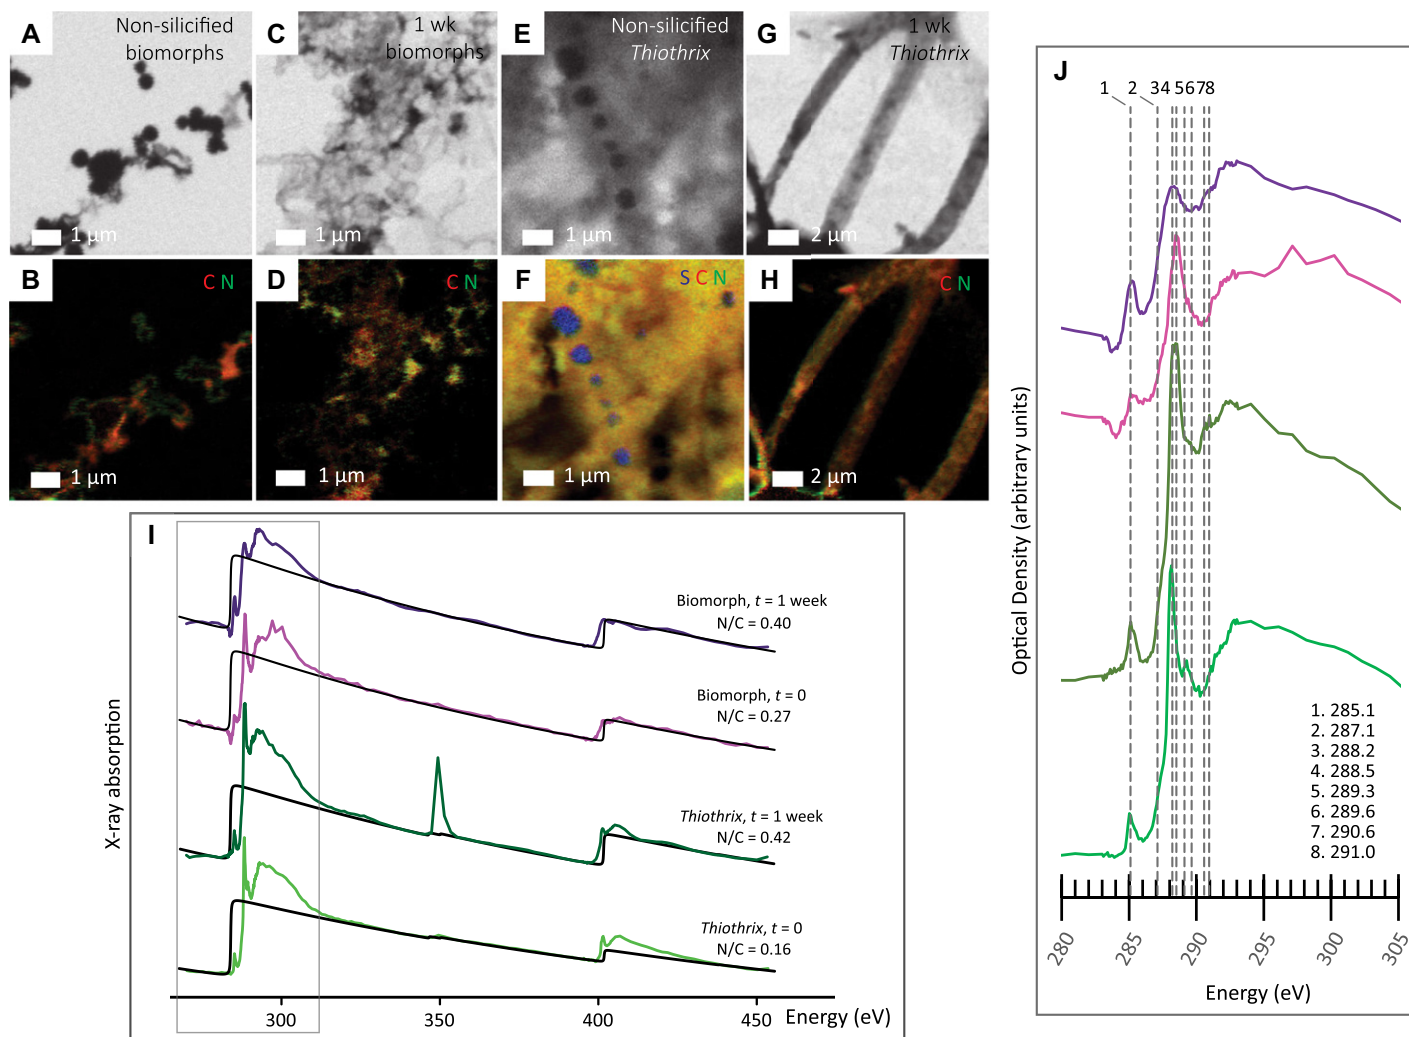 A
Non-silicified
biomorphs
1 µm
C
1 wk
biomorphs
1 µm
E
Non-silicified
Thiothrix
1 µm
G
1 wk
Thiothrix
2 µm
B
C N
1 µm
D
C N
1 µm
F
S C N
1 µm
H
C N
2 µm
I
X-ray absorption
Biomorph, t = 1 week
N/C = 0.40
Biomorph, t = 0
N/C = 0.27
Thiothrix, t = 1 week
N/C = 0.42
Thiothrix, t = 0
N/C = 0.16
300 350 400 450
Energy (eV)
J
1 2 34 56 78
Optical Density (arbitrary units)
1. 285.1
2. 287.1
3. 288.2
4. 288.5
5. 289.3
6. 289.6
7. 290.6
8. 291.0
280 285 290 295 300 305
Energy (eV)